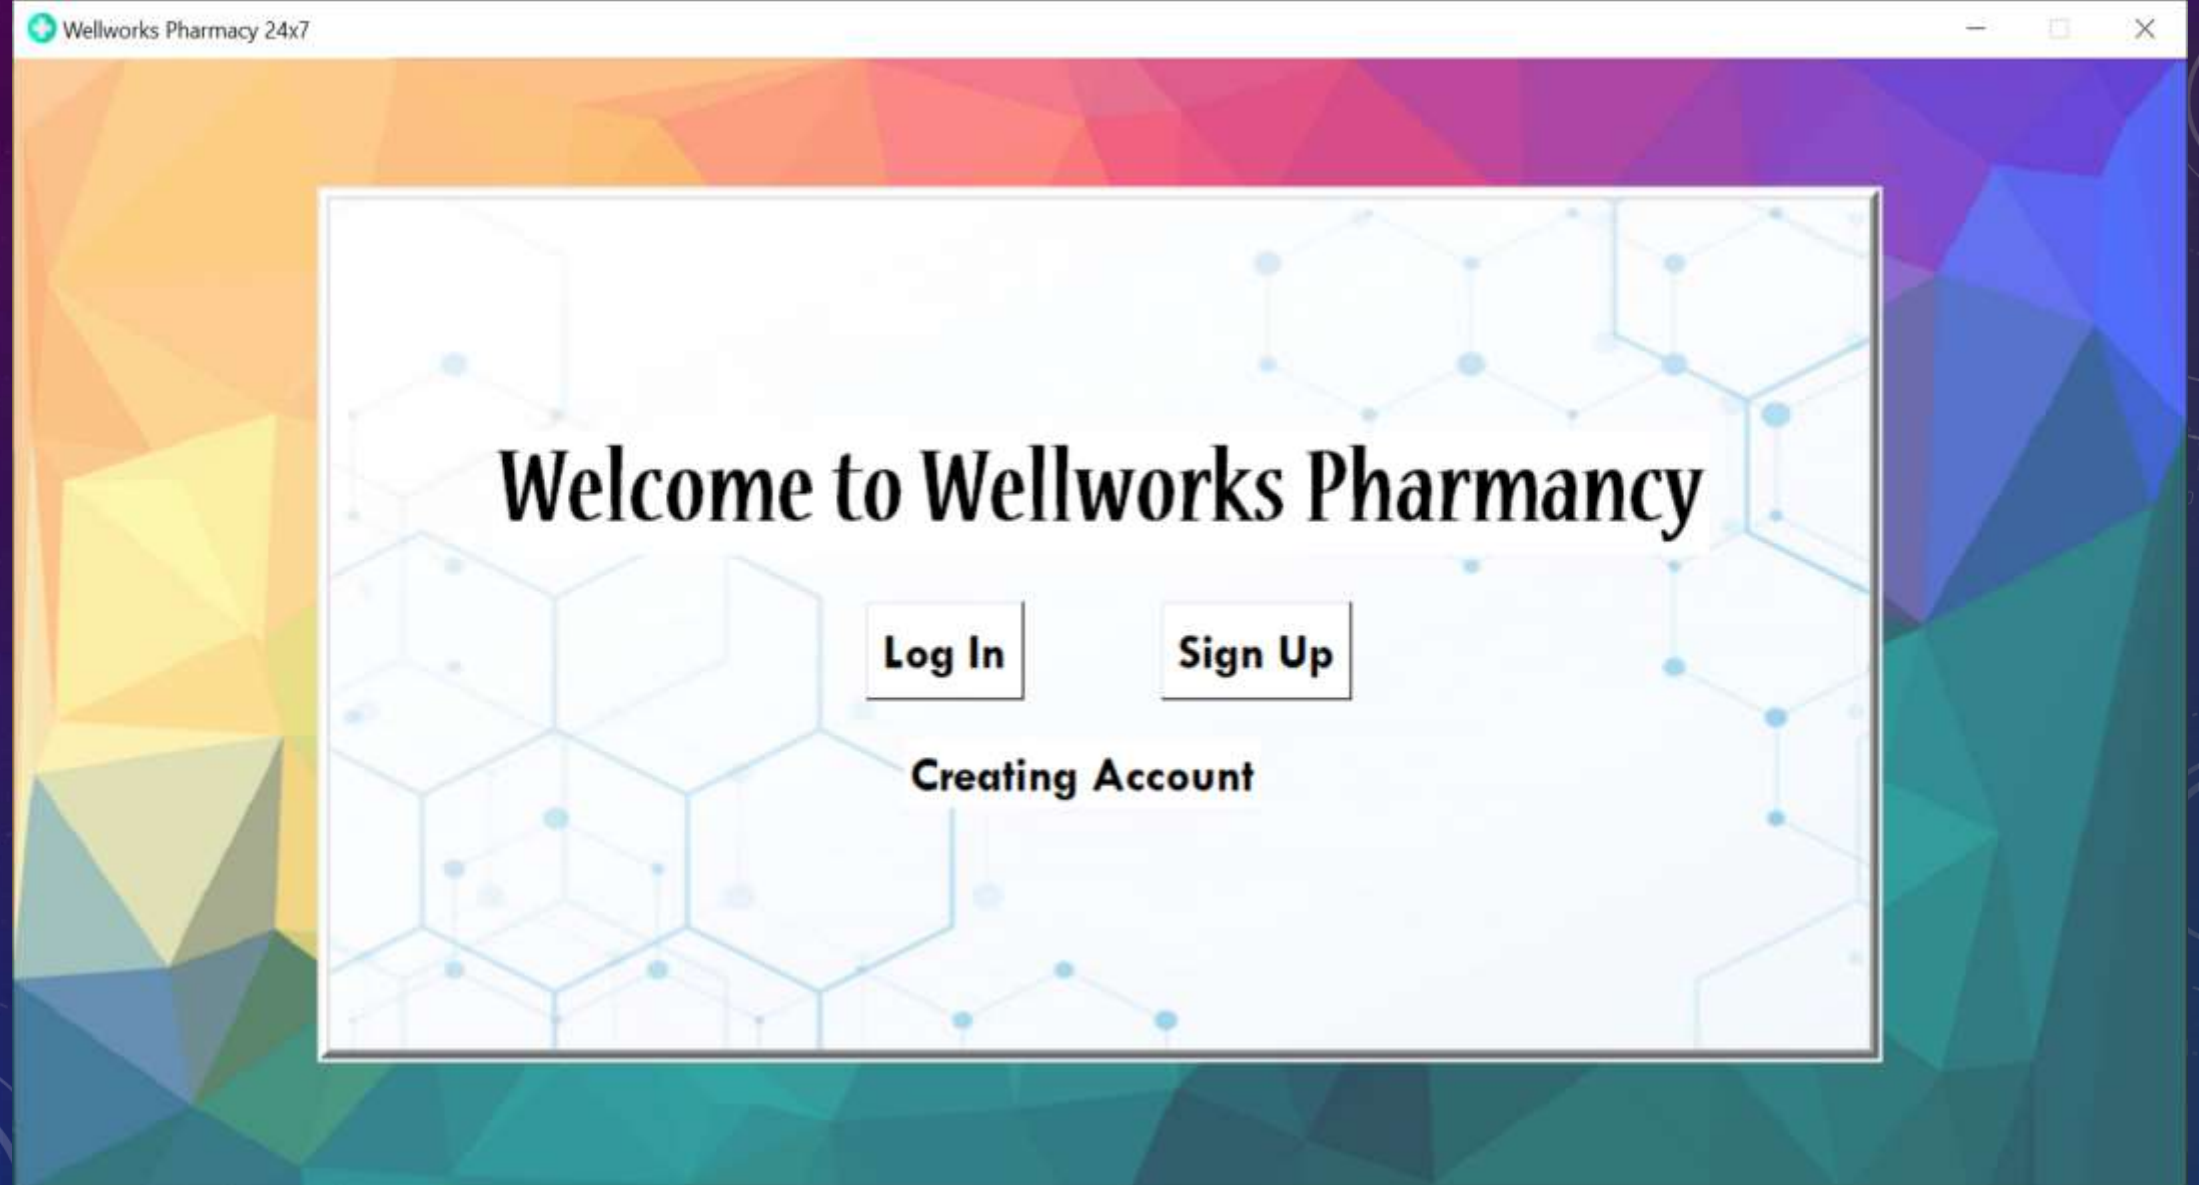 Wellworks Pharmacy 24x7
Welcome to Wellworks Pharmancy
Log In
Sign Up
Creating Account